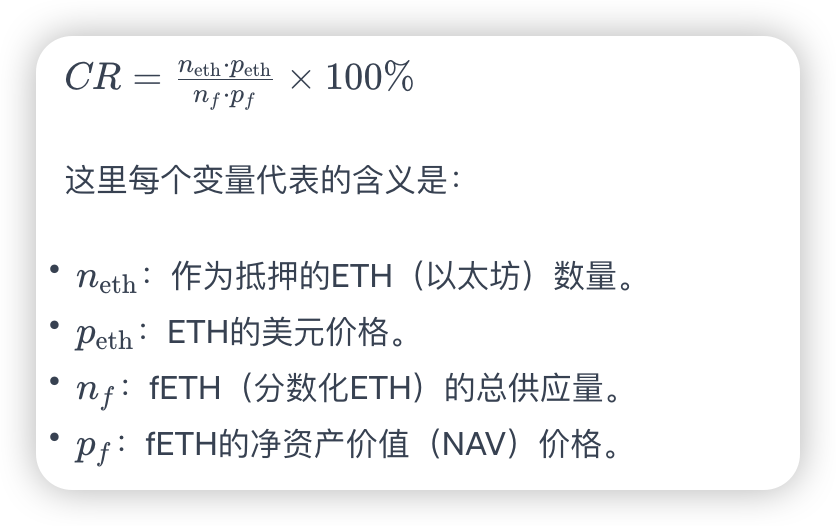 $CR = \frac{n_{\text{eth}} \cdot p_{\text{eth}}}{n_f \cdot p_f} \times 100\%$
这里每个变量代表的含义是：
• $n_{\text{eth}}$：作为抵押的ETH（以太坊）数量。
• $p_{\text{eth}}$：ETH的美元价格。
• $n_f$：fETH（分数化ETH）的总供应量。
• $p_f$：fETH的净资产价值（NAV）价格。